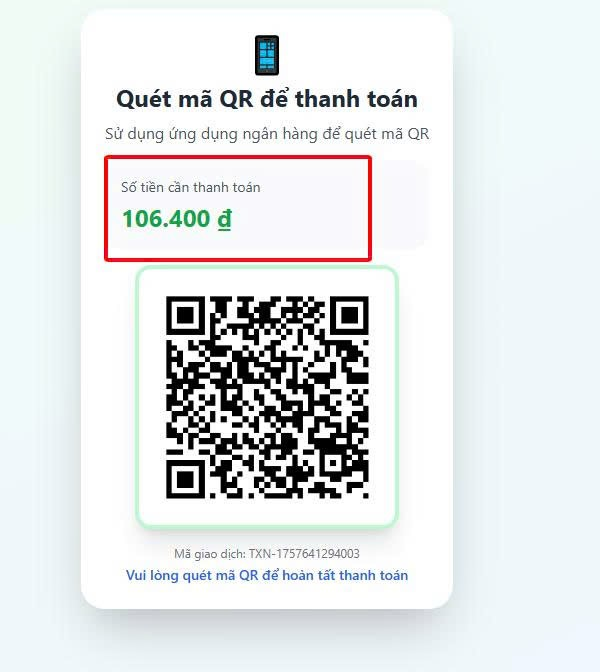 Quét mã QR để thanh toán
Sử dụng ứng dụng ngân hàng để quét mã QR
Số tiền cần thanh toán
106.400 ₫
Mã giao dịch: TXN-1757641294003
Vui lòng quét mã QR để hoàn tất thanh toán